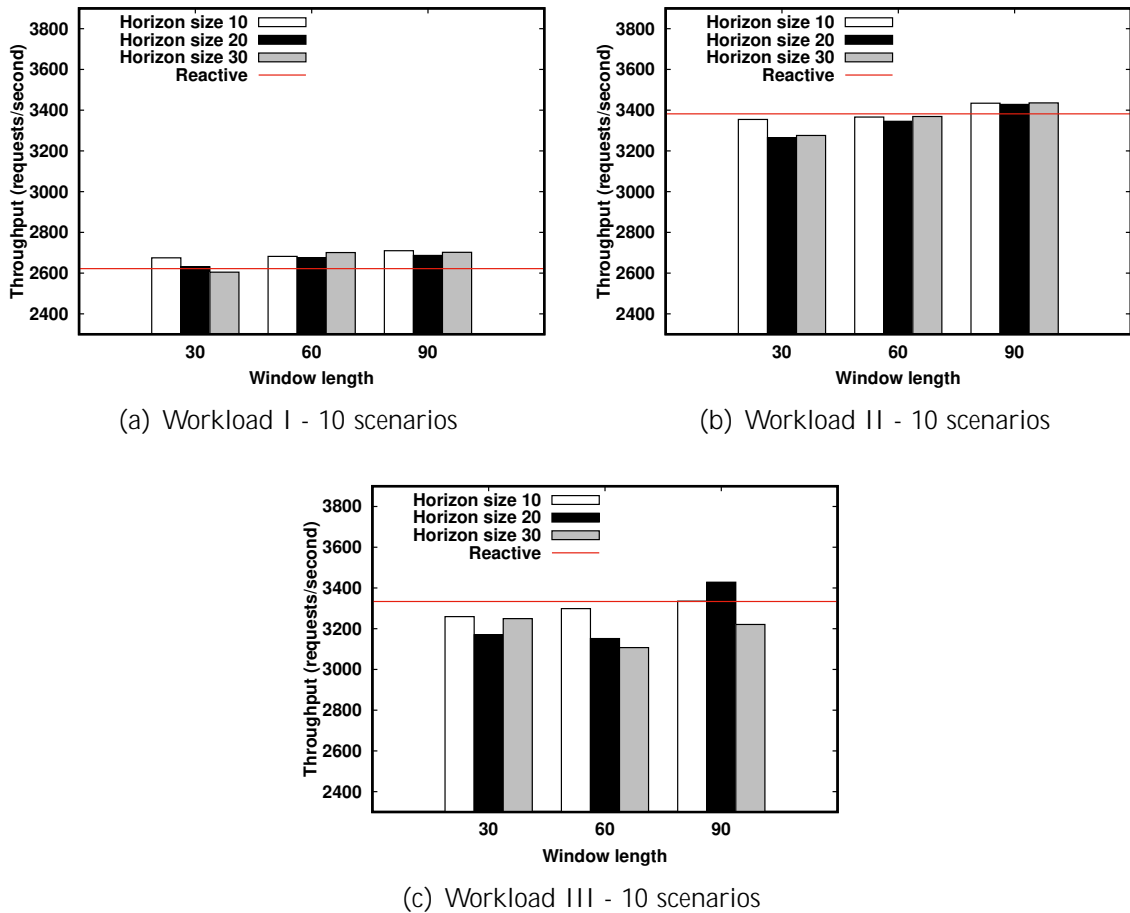 3800
3600
3400
3200
3000
2800
2600
2400
Throughput (requests/second)
Horizon size 10
Horizon size 20
Horizon size 30
Reactive
30 60 90
Window length
(a) Workload I - 10 scenarios
3800
3600
3400
3200
3000
2800
2600
2400
Throughput (requests/second)
Horizon size 10
Horizon size 20
Horizon size 30
Reactive
30 60 90
Window length
(b) Workload II - 10 scenarios
3800
3600
3400
3200
3000
2800
2600
2400
Throughput (requests/second)
Horizon size 10
Horizon size 20
Horizon size 30
Reactive
30 60 90
Window length
(c) Workload III - 10 scenarios